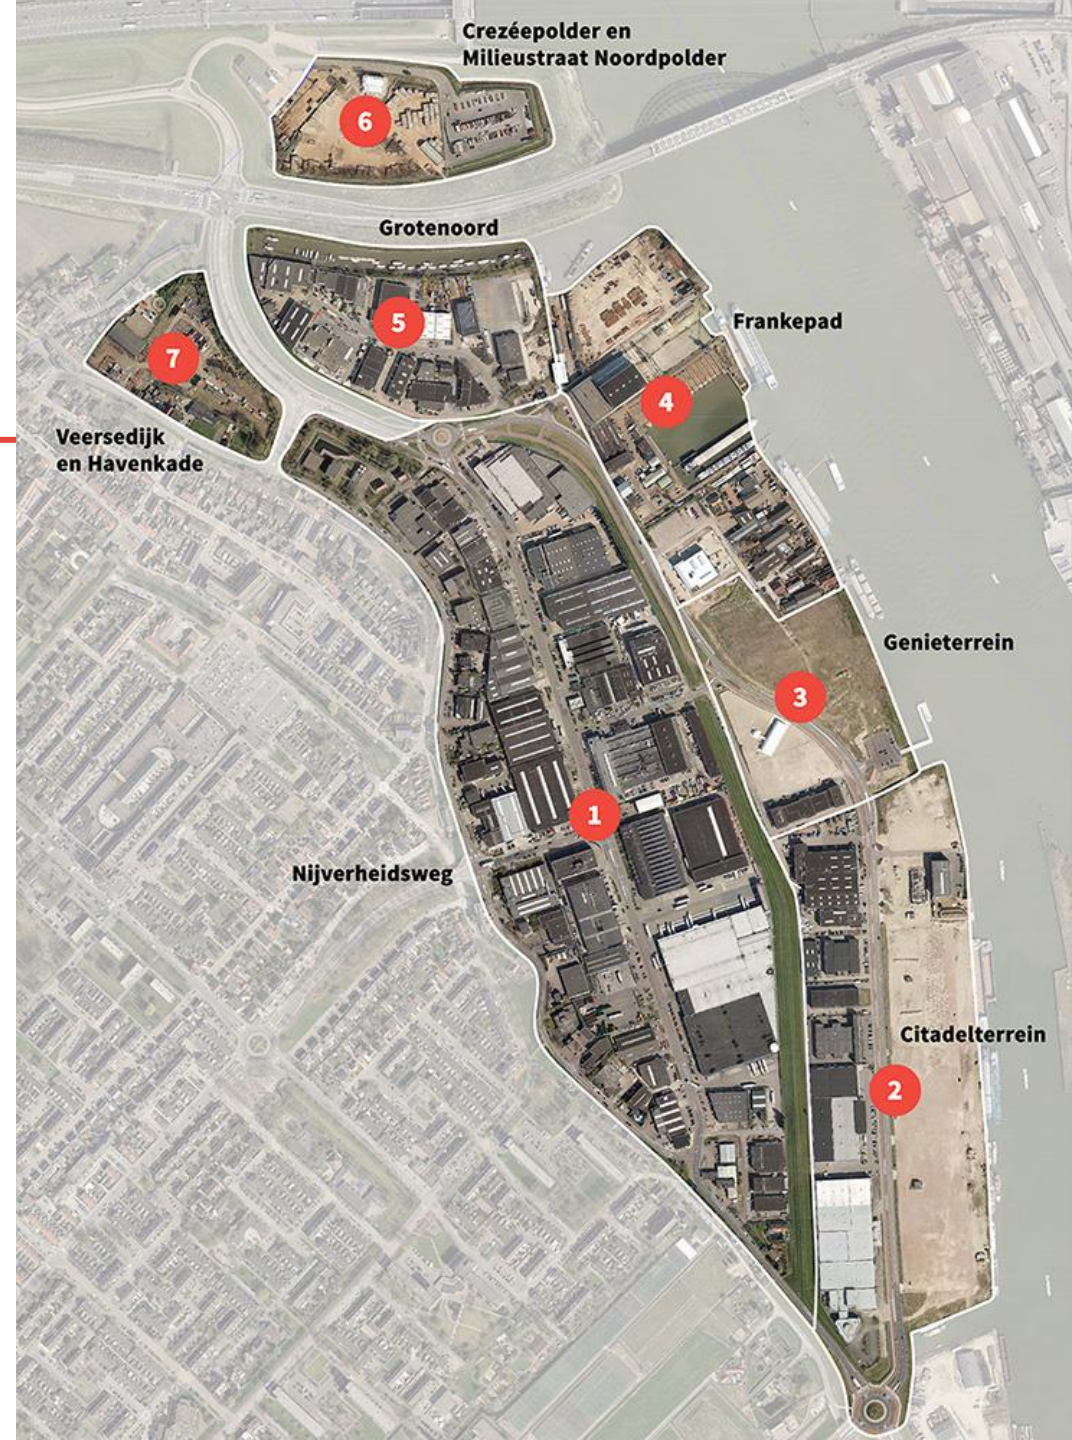 Crezéepolder en
Milieustraat Noordpolder
6
Grotenoord
5
Frankepad
4
7
Veersedijk
en Havenkade
Genieterrein
3
1
Nijverheidsweg
Citadelterrein
2